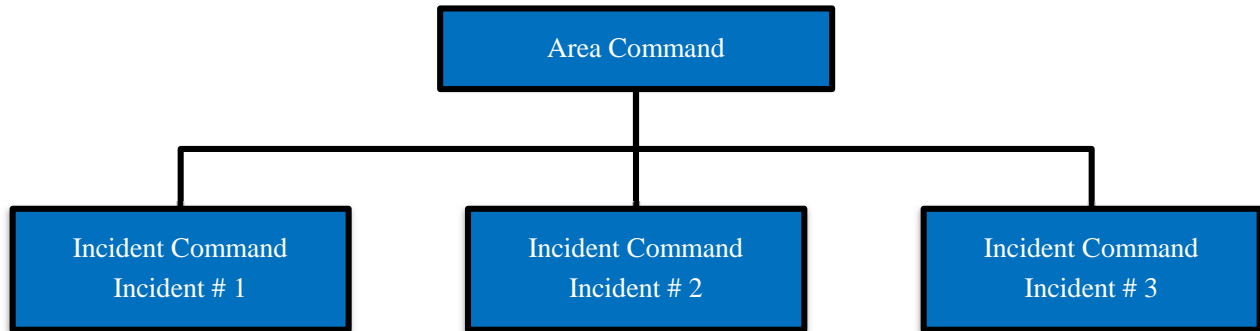 Area Command
Incident Command
Incident # 1
Incident Command
Incident # 2
Incident Command
Incident # 3